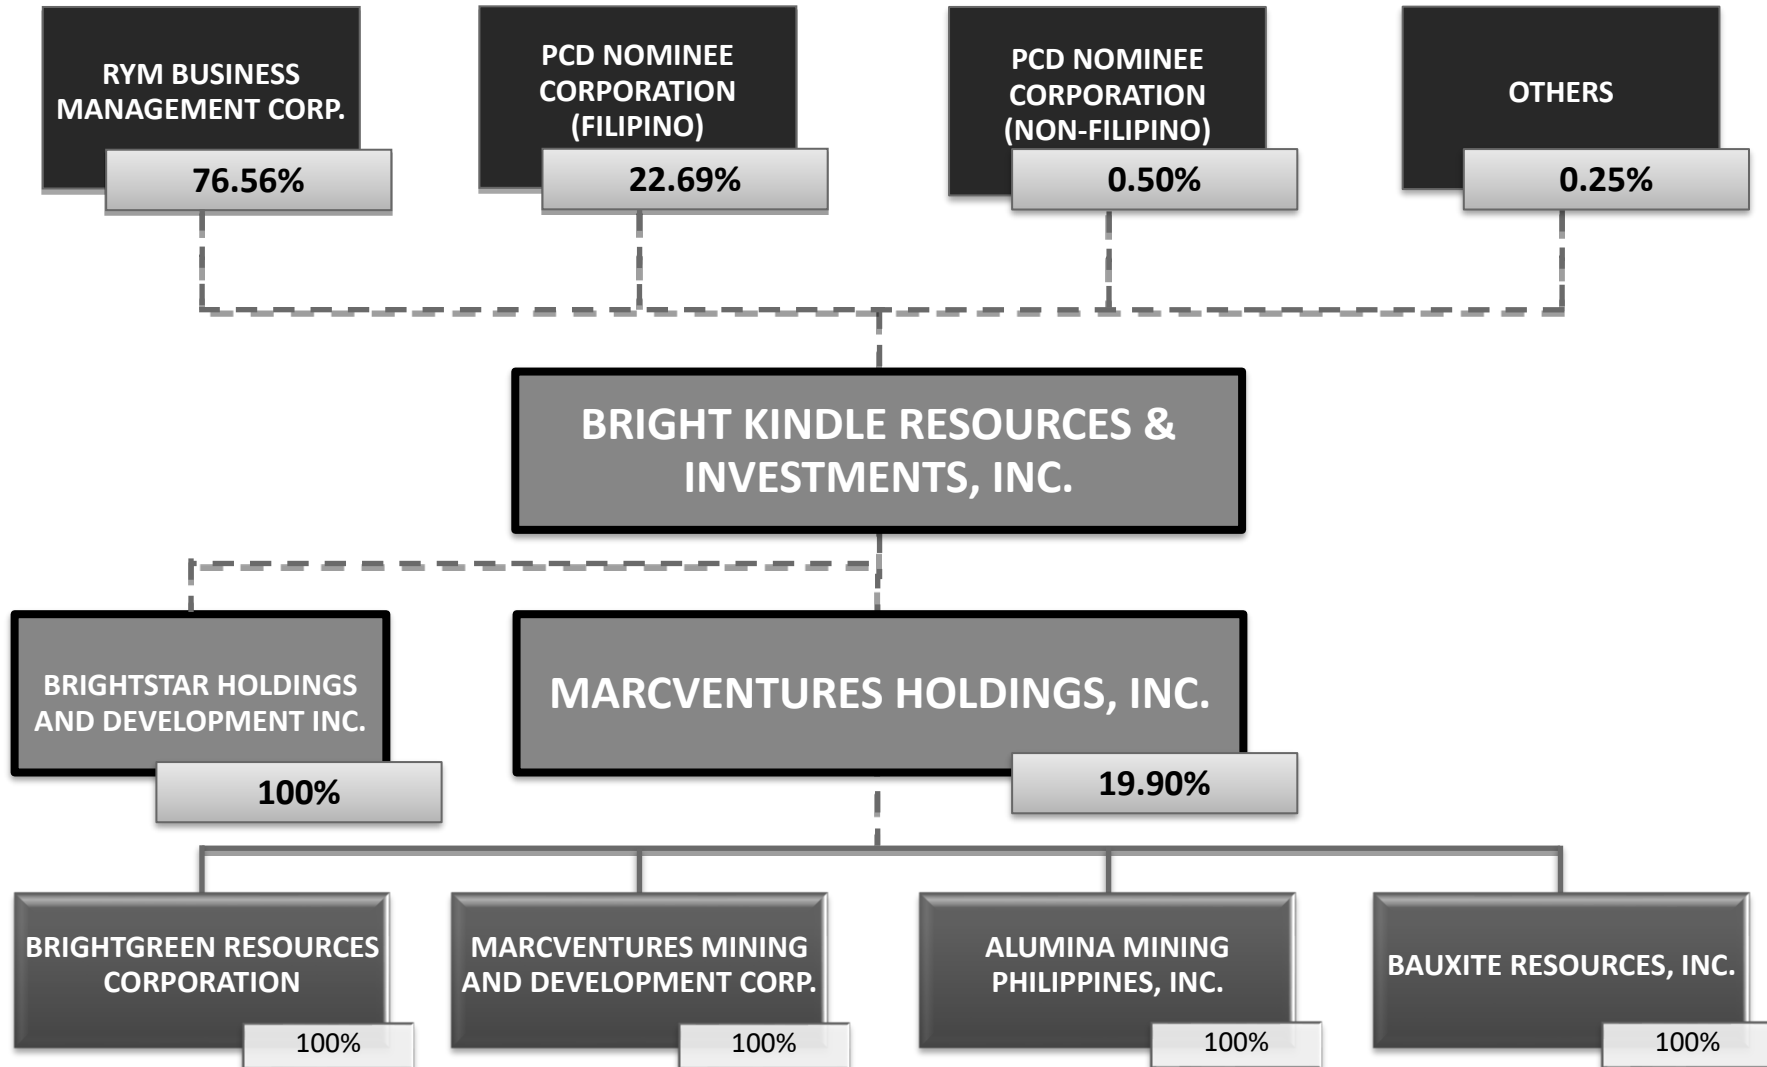 RYM BUSINESS
MANAGEMENT CORP.
76.56%
PCD NOMINEE
CORPORATION
(FILIPINO)
22.69%
PCD NOMINEE
CORPORATION
(NON-FILIPINO)
0.50%
OTHERS
0.25%
BRIGHT KINDLE RESOURCES &
INVESTMENTS, INC.
BRIGHTSTAR HOLDINGS
AND DEVELOPMENT INC.
100%
MARCVENTURES HOLDINGS, INC.
19.90%
BRIGHTGREEN RESOURCES
CORPORATION
100%
MARCVENTURES MINING
AND DEVELOPMENT CORP.
100%
ALUMINA MINING
PHILIPPINES, INC.
100%
BAUXITE RESOURCES, INC.
100%